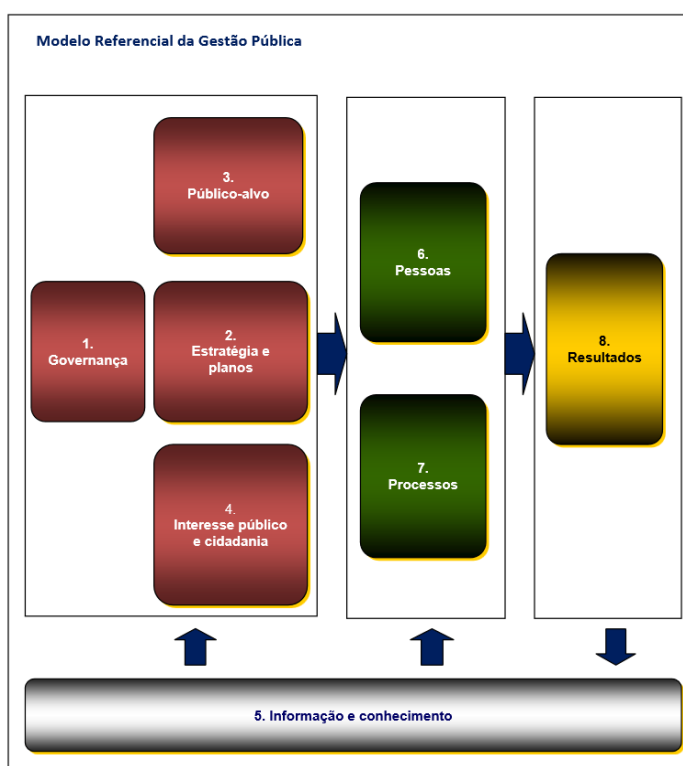 Modelo Referencial da Gestão Pública
1.
Governança
2.
Estratégia e
planos
3.
Público-alvo
4.
Interesse público
e cidadania
6.
Pessoas
7.
Processos
8.
Resultados
5. Informação e conhecimento